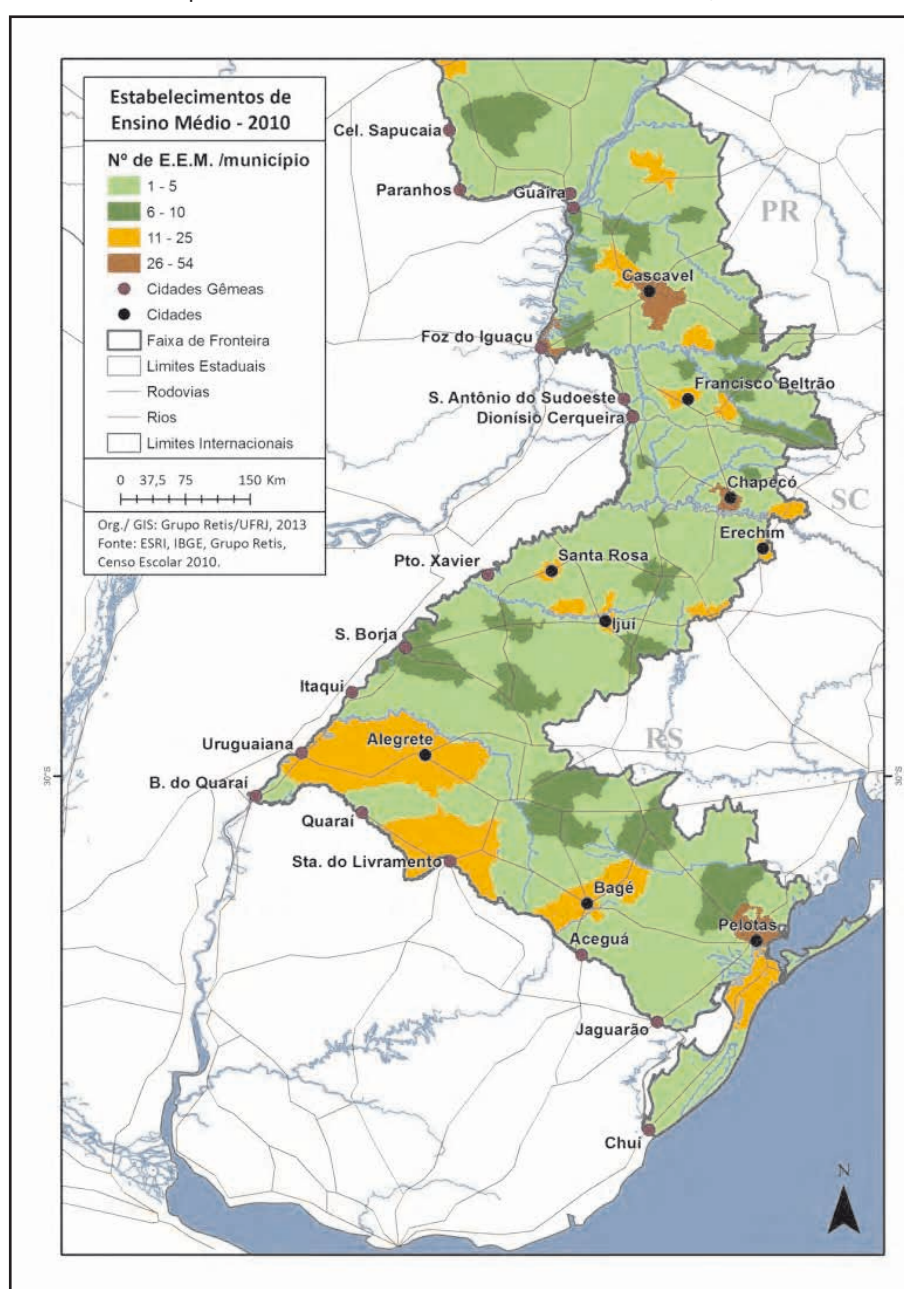 Estabelecimentos de
Ensino Médio - 2010
Nº de E.E.M. /município
1 - 5
6 - 10
11 - 25
26 - 54
Cidades Gêmeas
Cidades
Faixa de Fronteira
Limites Estaduais
Rodovias
Rios
Limites Internacionais
0 37,5 75 150 Km
Org./ GIS: Grupo Retis/UFRJ, 2013
Fonte: ESRI, IBGE, Grupo Retis,
Censo Escolar 2010.
Cel. Sapucaia
Paranhos
Guaíra
PR
Cascavel
Foz do Iguaçu
Francisco Beltrão
S. Antônio do Sudoeste
Dionísio Cerqueira
Chapecó
SC
Erechim
Santa Rosa
Pto. Xavier
Ijuí
S. Borja
Itaqui
RS
Uruguaiana
Alegrete
30°S
30°S
B. do Quaraí
Quaraí
Sta. do Livramento
Bagé
Pelotas
Aceguá
Jaguarão
Chuí
N